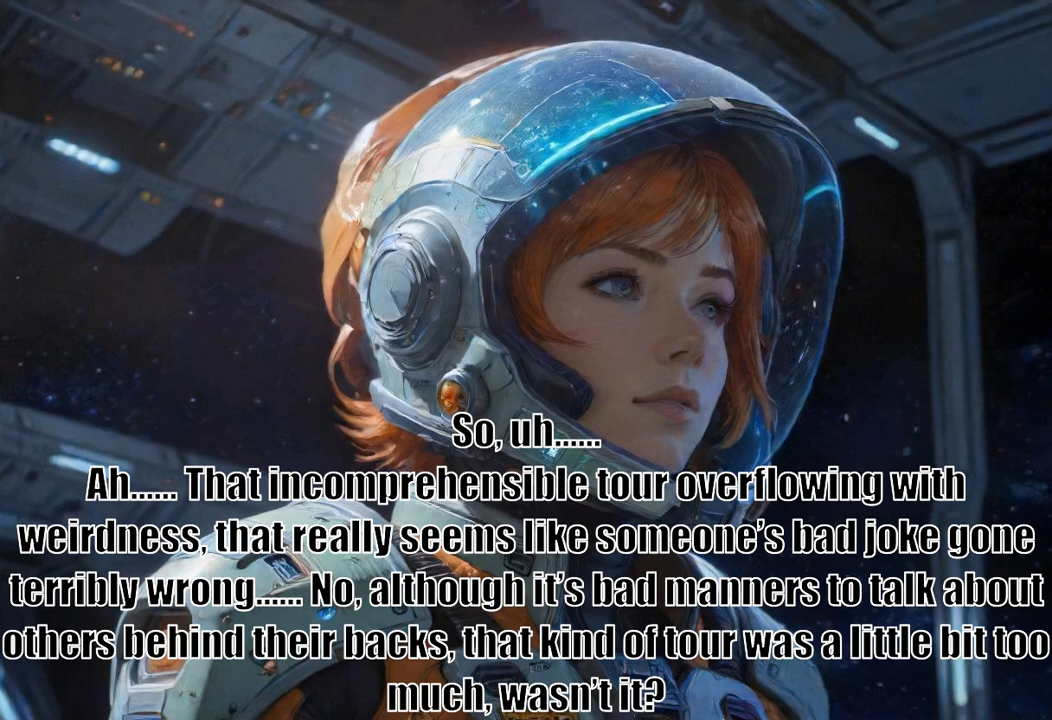 So, uh......
Ah...... That incomprehensible tour overflowing with
weirdness, that really seems like someone’s bad joke gone
terribly wrong...... No, although it’s bad manners to talk about
others behind their backs, that kind of tour was a little bit too
much, wasn’t it?